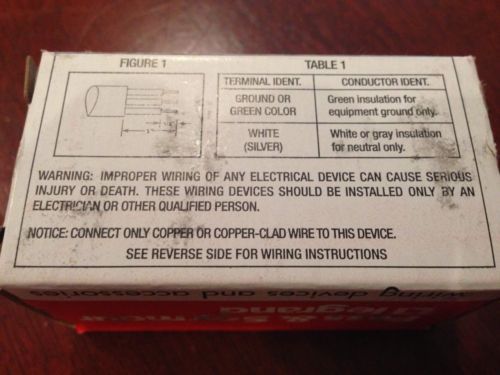 FIGURE 1
TABLE 1
TERMINAL IDENT. CONDUCTOR IDENT.
GROUND OR Green insulation for
GREEN COLOR equipment ground only.
WHITE White or gray insulation
(SILVER) for neutral only.
WARNING: IMPROPER WIRING OF ANY ELECTRICAL DEVICE CAN CAUSE SERIOUS
INJURY OR DEATH. THESE WIRING DEVICES SHOULD BE INSTALLED ONLY BY AN
ELECTRICIAN OR OTHER QUALIFIED PERSON.
NOTICE: CONNECT ONLY COPPER OR COPPER-CLAD WIRE TO THIS DEVICE.
SEE REVERSE SIDE FOR WIRING INSTRUCTIONS
wiring devices and accessories
legrand